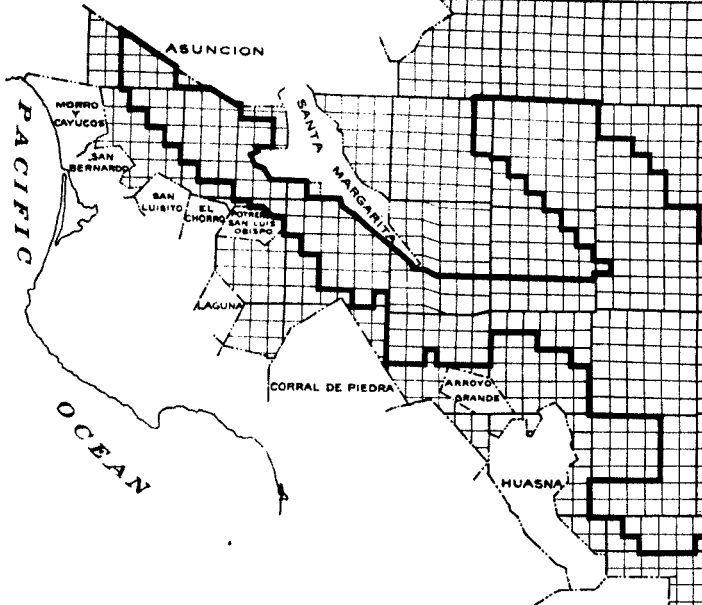 ASUNCION
MORRO
Y
CAYUCOS
SANTA
MARGARITA
PACIFIC
SAN
BERNARDO
SAN
LUISITO
EL
CHORRO
POTRERO
SAN LUIS
OBISPO
LAGUNA
CORRAL DE PIEDRA
ARROYO
GRANDE
OCEAN
HUASNA